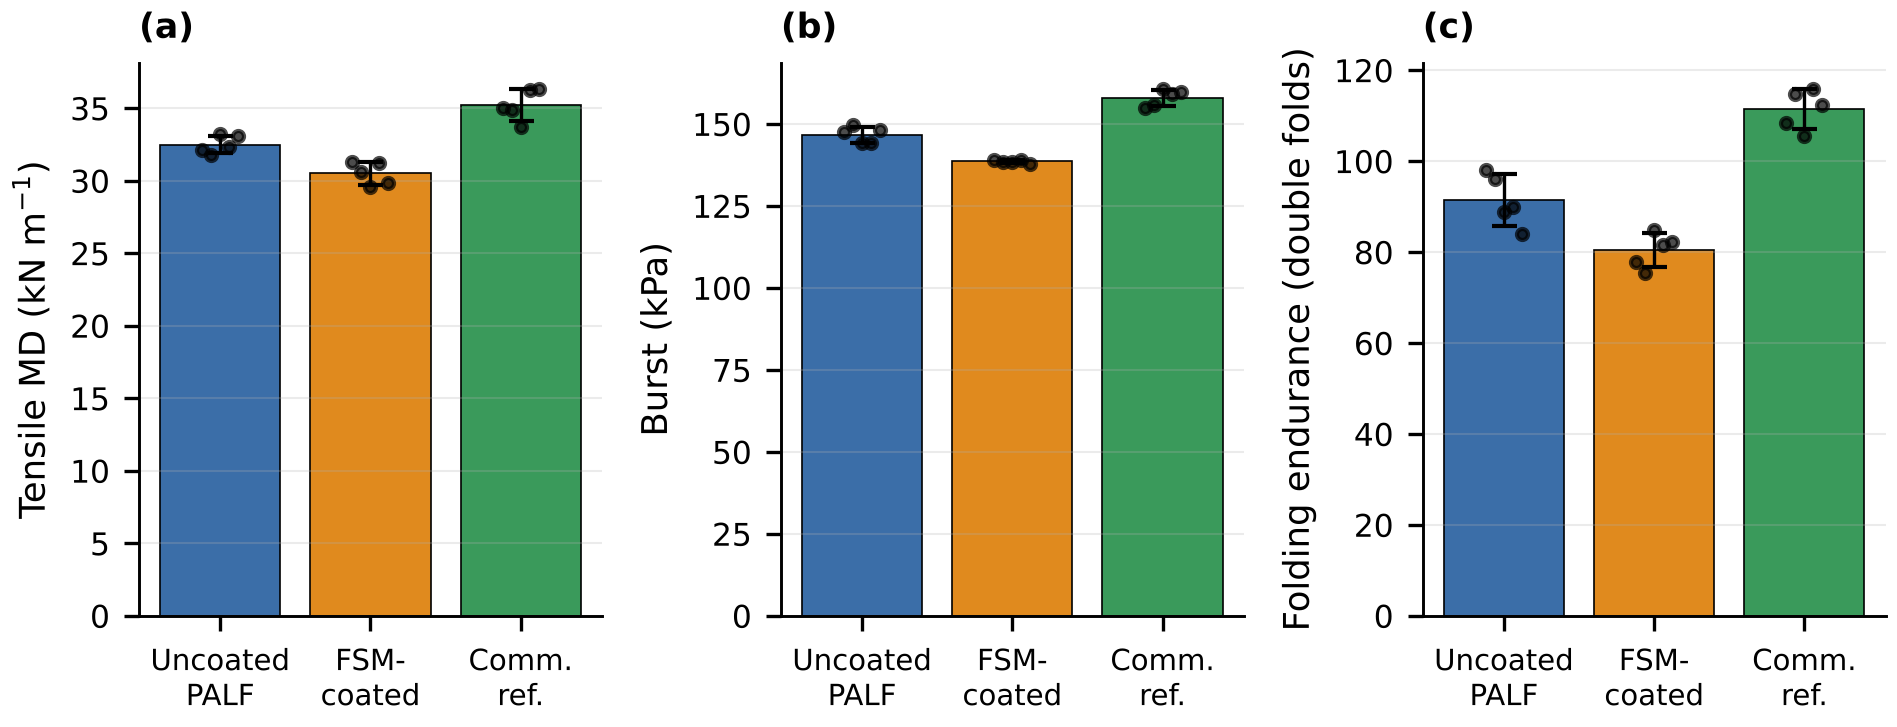 (a)
Tensile MD (kN m⁻¹)
35
30
25
20
15
10
5
0
Uncoated
PALF
FSM-
coated
Comm.
ref.
(b)
Burst (kPa)
150
125
100
75
50
25
0
Uncoated
PALF
FSM-
coated
Comm.
ref.
(c)
Folding endurance (double folds)
120
100
80
60
40
20
0
Uncoated
PALF
FSM-
coated
Comm.
ref.